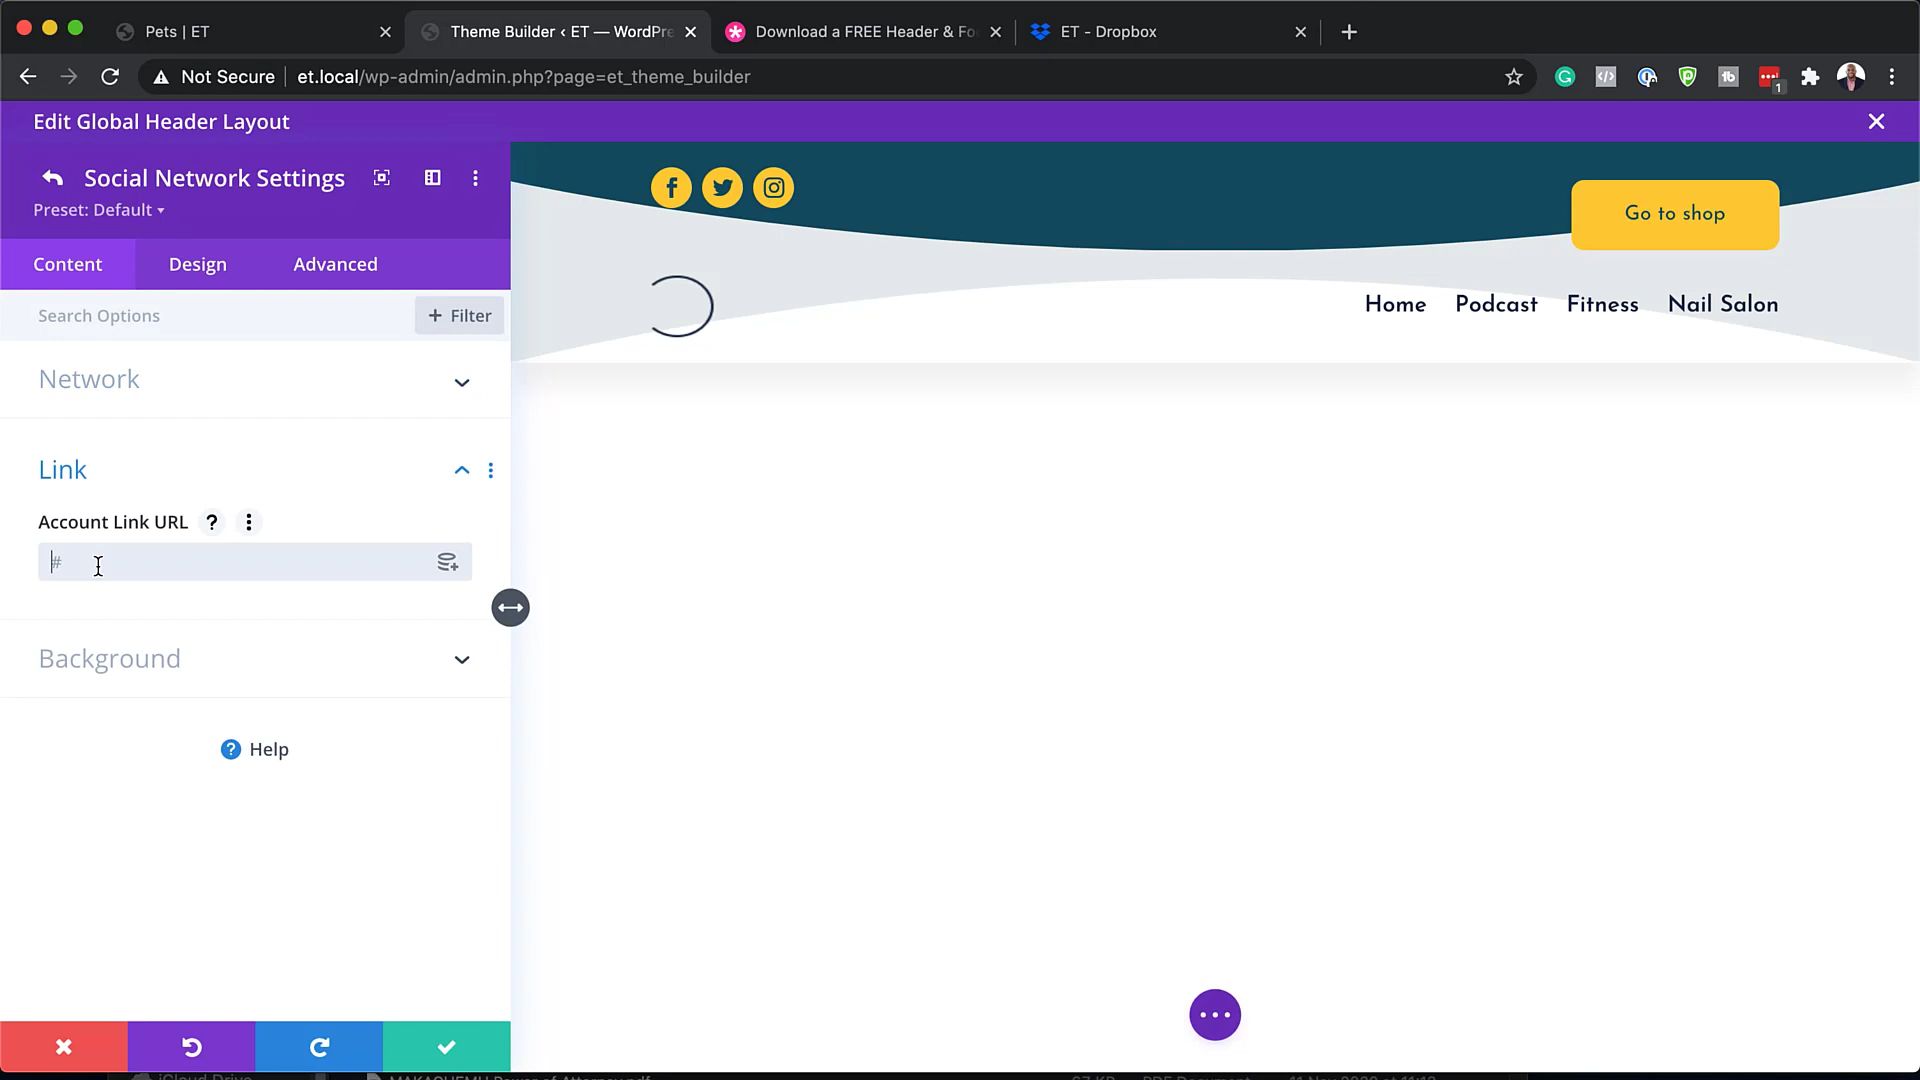 Pets | ET
Theme Builder ‹ ET — WordPre
Download a FREE Header & Fo
ET - Dropbox
Not Secure
et.local/wp-admin/admin.php?page=et_theme_builder
1
Edit Global Header Layout
Social Network Settings
Preset: Default
Content
Design
Advanced
Search Options
+ Filter
Network
Link
Account Link URL
?
#
Background
? Help
Go to shop
Home
Podcast
Fitness
Nail Salon